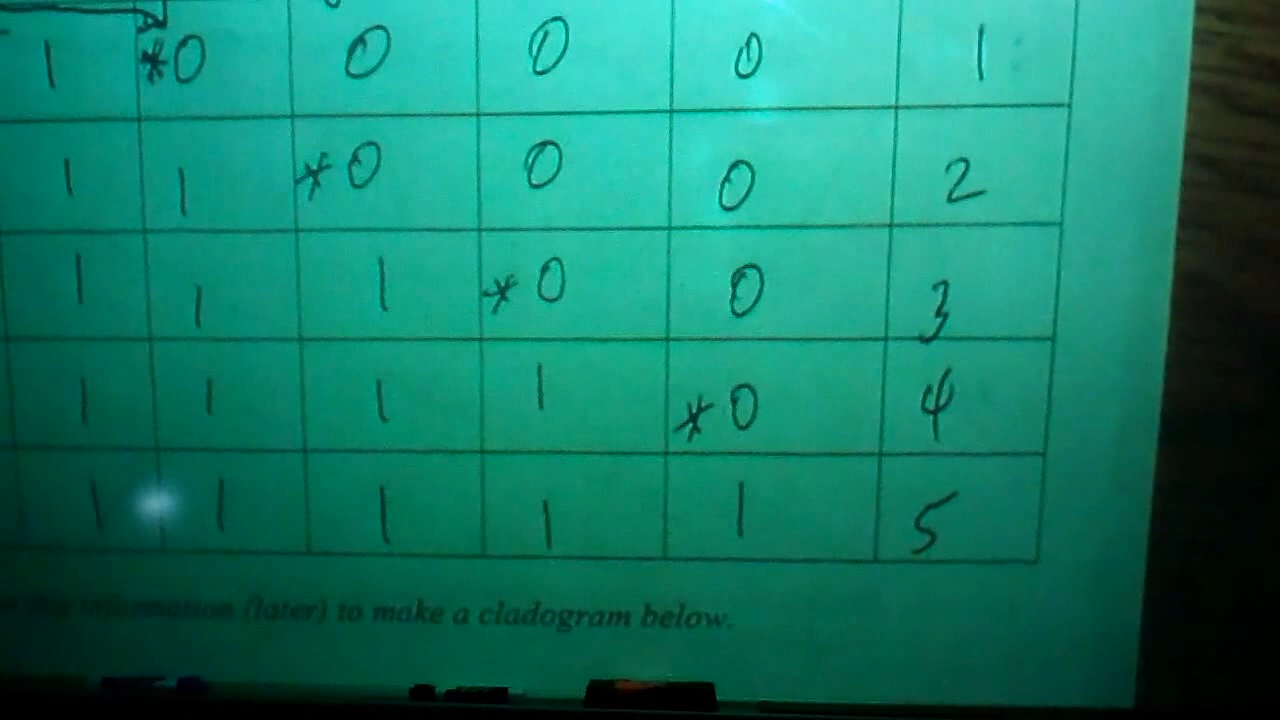 1 *0 0 0 0 1
1 1 *0 0 0 2
1 1 1 *0 0 3
1 1 1 1 *0 4
1 1 1 1 1 5
this information (later) to make a cladogram below.